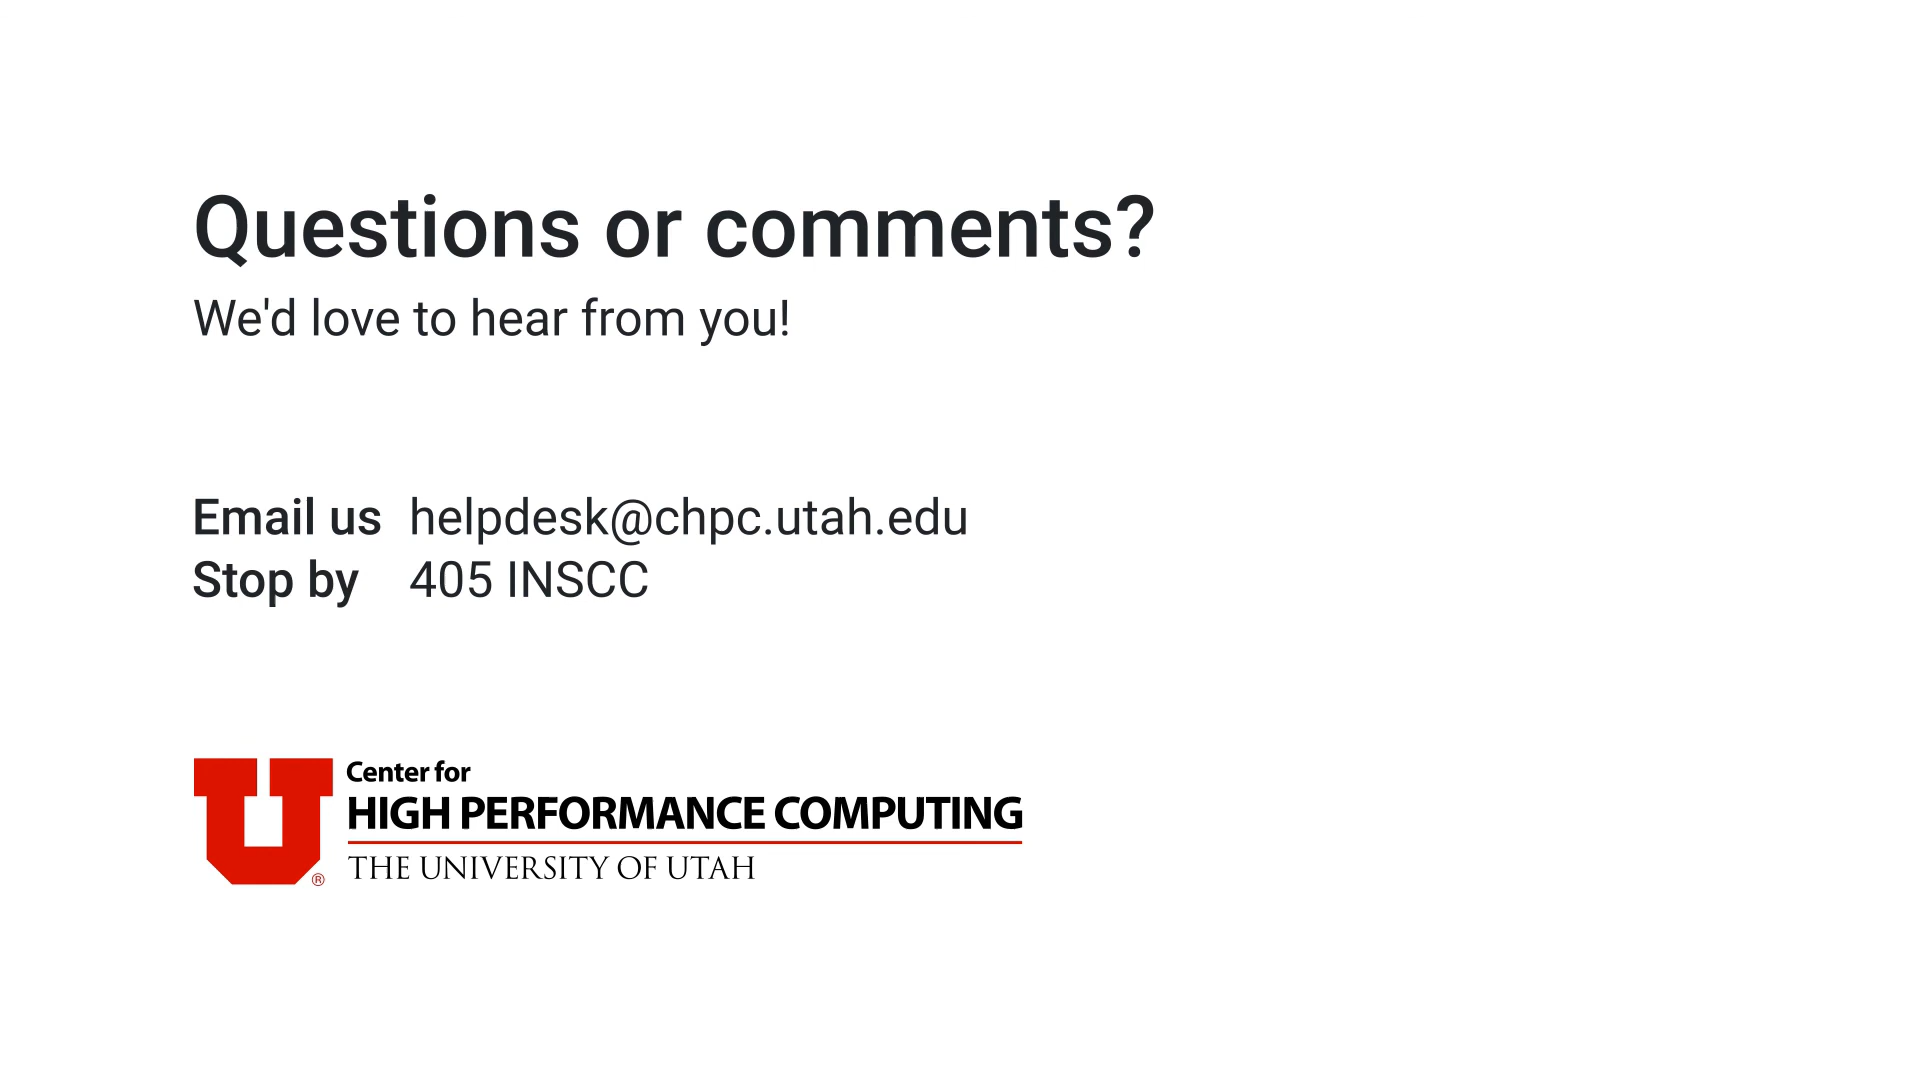 Questions or comments?
We'd love to hear from you!
Email us helpdesk@chpc.utah.edu
Stop by 405 INSCC
U®
Center for
HIGH PERFORMANCE COMPUTING
THE UNIVERSITY OF UTAH